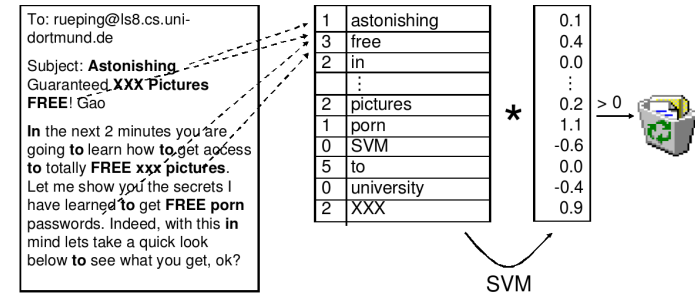 To: rueping@ls8.cs.uni-
dortmund.de
Subject: Astonishing
Guaranteed XXX Pictures
FREE! Gao
In the next 2 minutes you are
going to learn how to get access
to totally FREE xxx pictures.
Let me show you the secrets I
have learned to get FREE porn
passwords. Indeed, with this in
mind lets take a quick look
below to see what you get, ok?
1 astonishing
3 free
2 in
⋮
2 pictures
1 porn
0 SVM
5 to
0 university
2 XXX
*
0.1
0.4
0.0
⋮
0.2
1.1
-0.6
0.0
-0.4
0.9
> 0
SVM